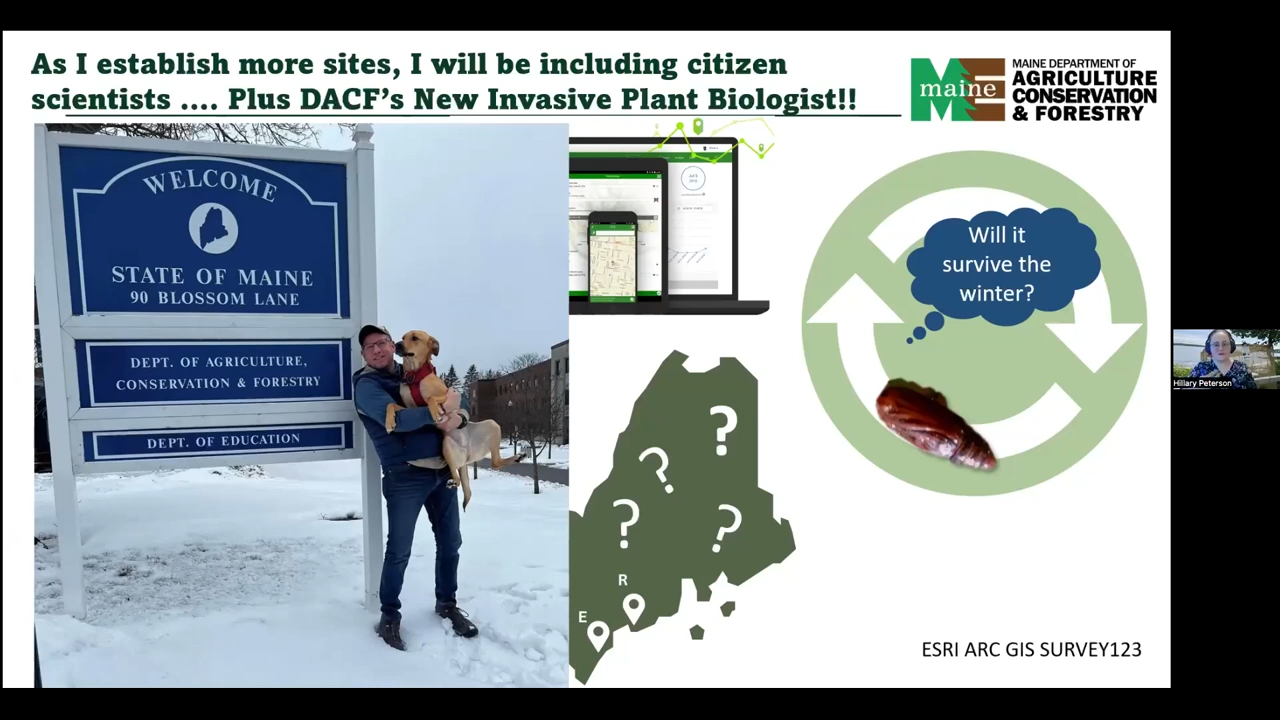 As I establish more sites, I will be including citizen
scientists .... Plus DACF's New Invasive Plant Biologist!!
maine
MAINE DEPARTMENT OF
AGRICULTURE
CONSERVATION
& FORESTRY
WELCOME
STATE OF MAINE
90 BLOSSOM LANE
DEPT. OF AGRICULTURE,
CONSERVATION & FORESTRY
DEPT. OF EDUCATION
Will it
survive the
winter?
?
?
?
?
R
E
ESRI ARC GIS SURVEY123
Hillary Peterson